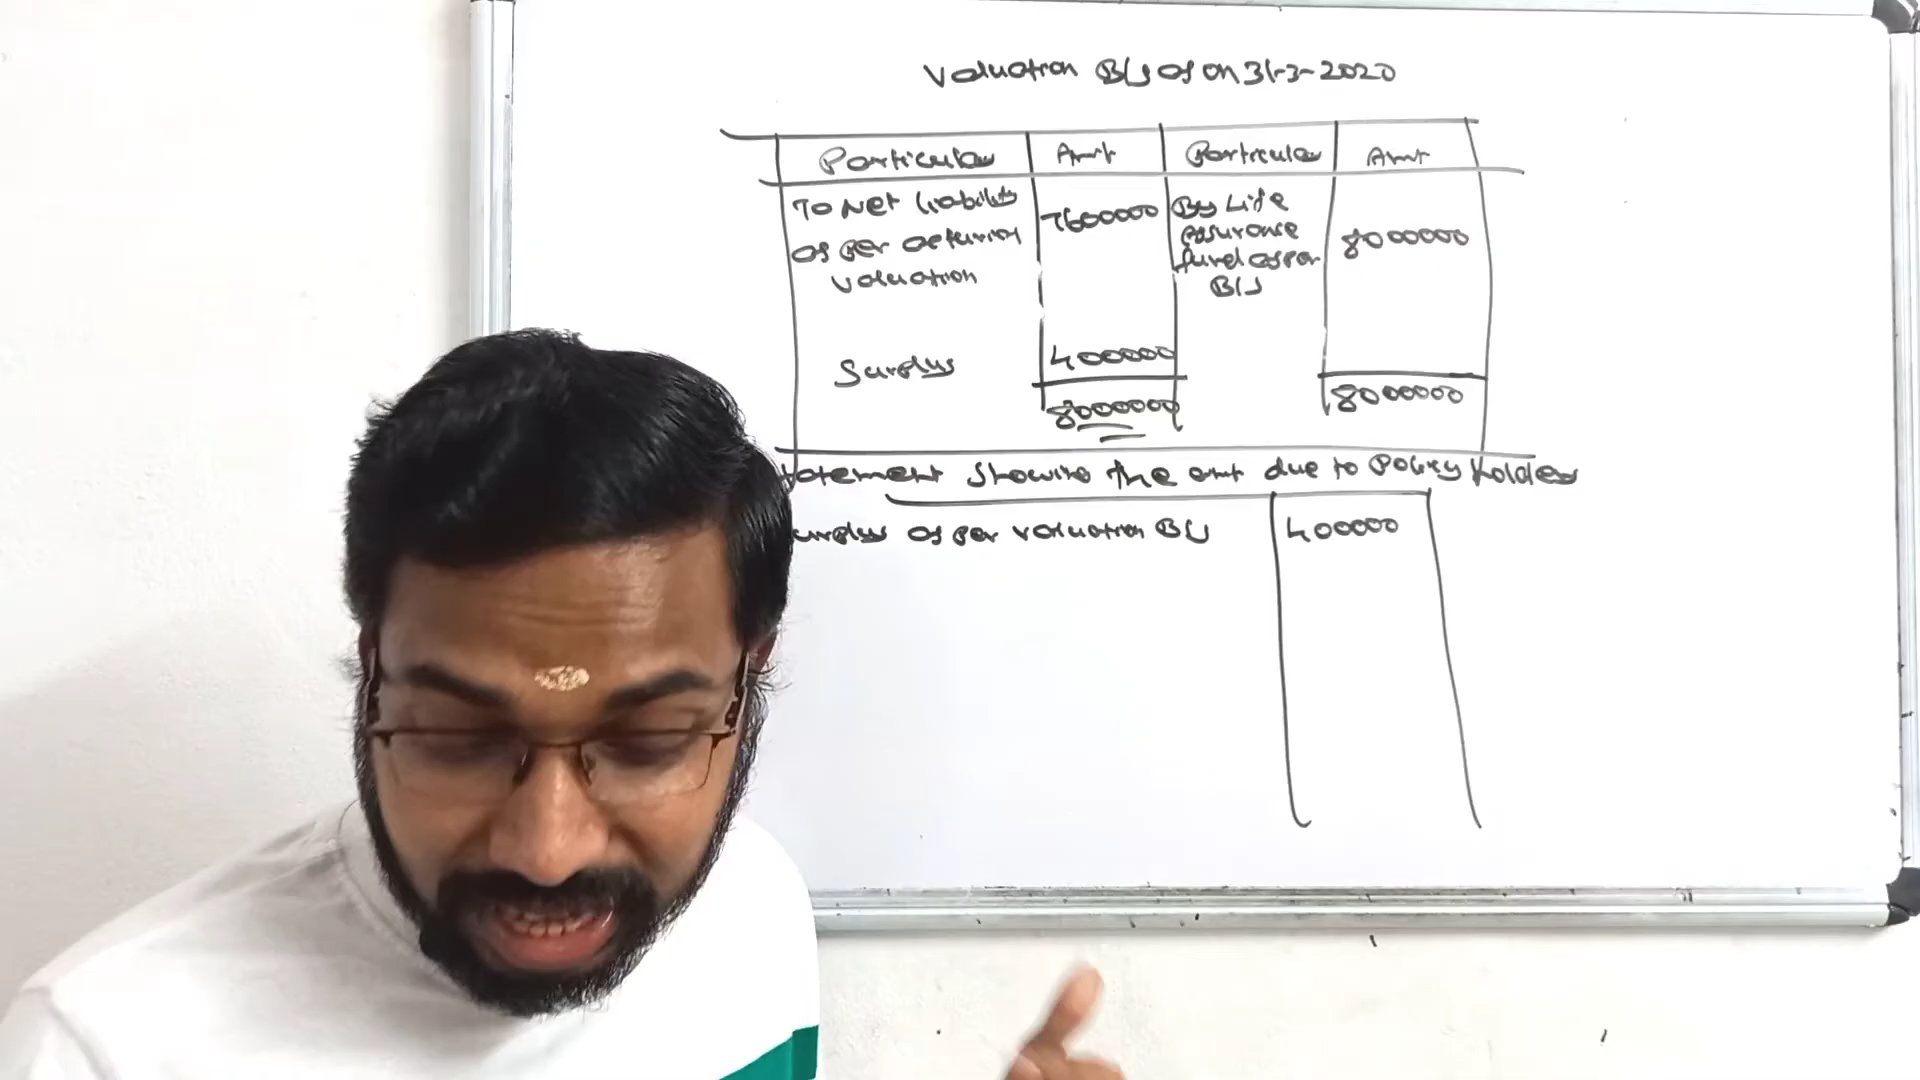 Valuation B/S as on 31-3-2020
Particulars Amt Particulars Amt
To Net liability 7600000 By Life
as per acturial assurance 8000000
valuation fund as per
B/S
Surplus 400000
8000000 8000000
Statement showing the amt due to Policy holders
Surplus as per valuation B/S 400000